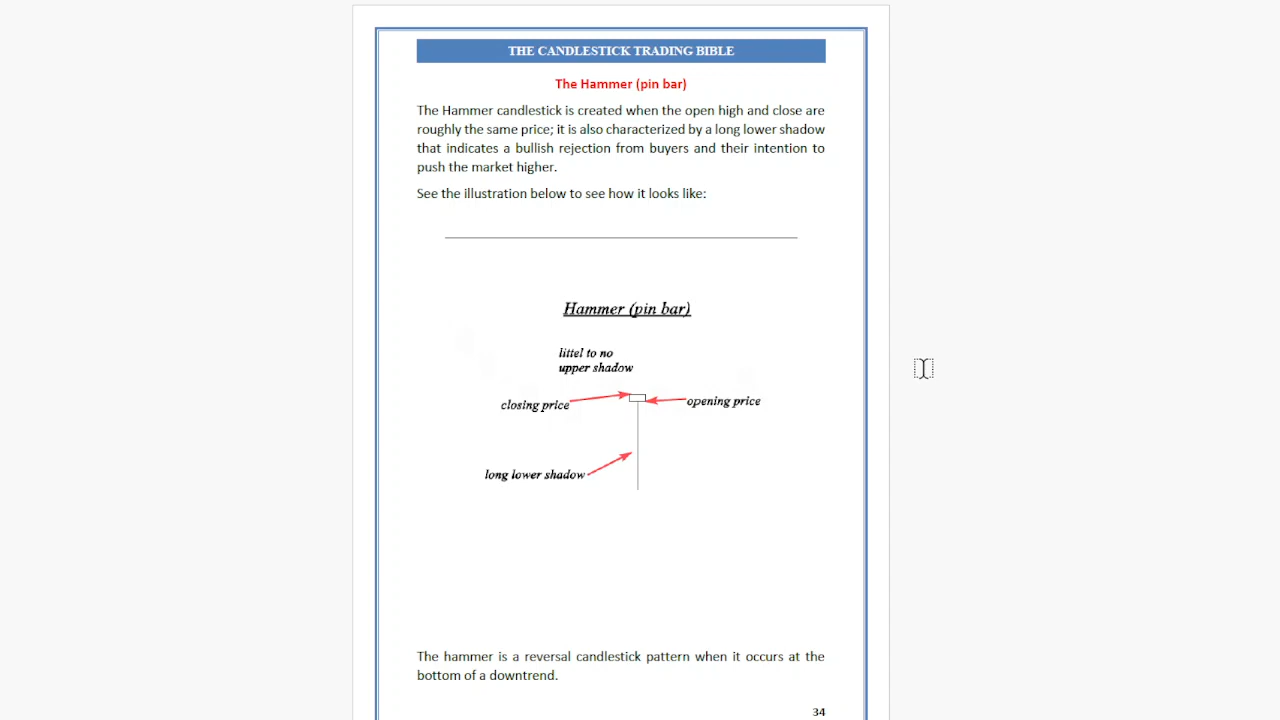 THE CANDLESTICK TRADING BIBLE
The Hammer (pin bar)
The Hammer candlestick is created when the open high and close are
roughly the same price; it is also characterized by a long lower shadow
that indicates a bullish rejection from buyers and their intention to
push the market higher.
See the illustration below to see how it looks like:
Hammer (pin bar)
littel to no
upper shadow
closing price
opening price
long lower shadow
The hammer is a reversal candlestick pattern when it occurs at the
bottom of a downtrend.
34